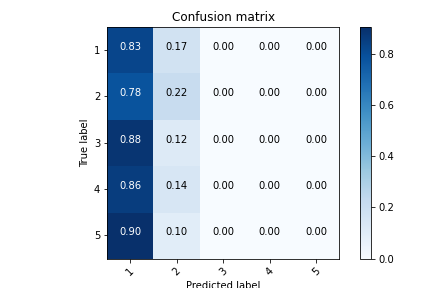 Confusion matrix
True label
1 0.83 0.17 0.00 0.00 0.00
2 0.78 0.22 0.00 0.00 0.00
3 0.88 0.12 0.00 0.00 0.00
4 0.86 0.14 0.00 0.00 0.00
5 0.90 0.10 0.00 0.00 0.00
1 2 3 4 5
Predicted label
0.8
0.6
0.4
0.2
0.0